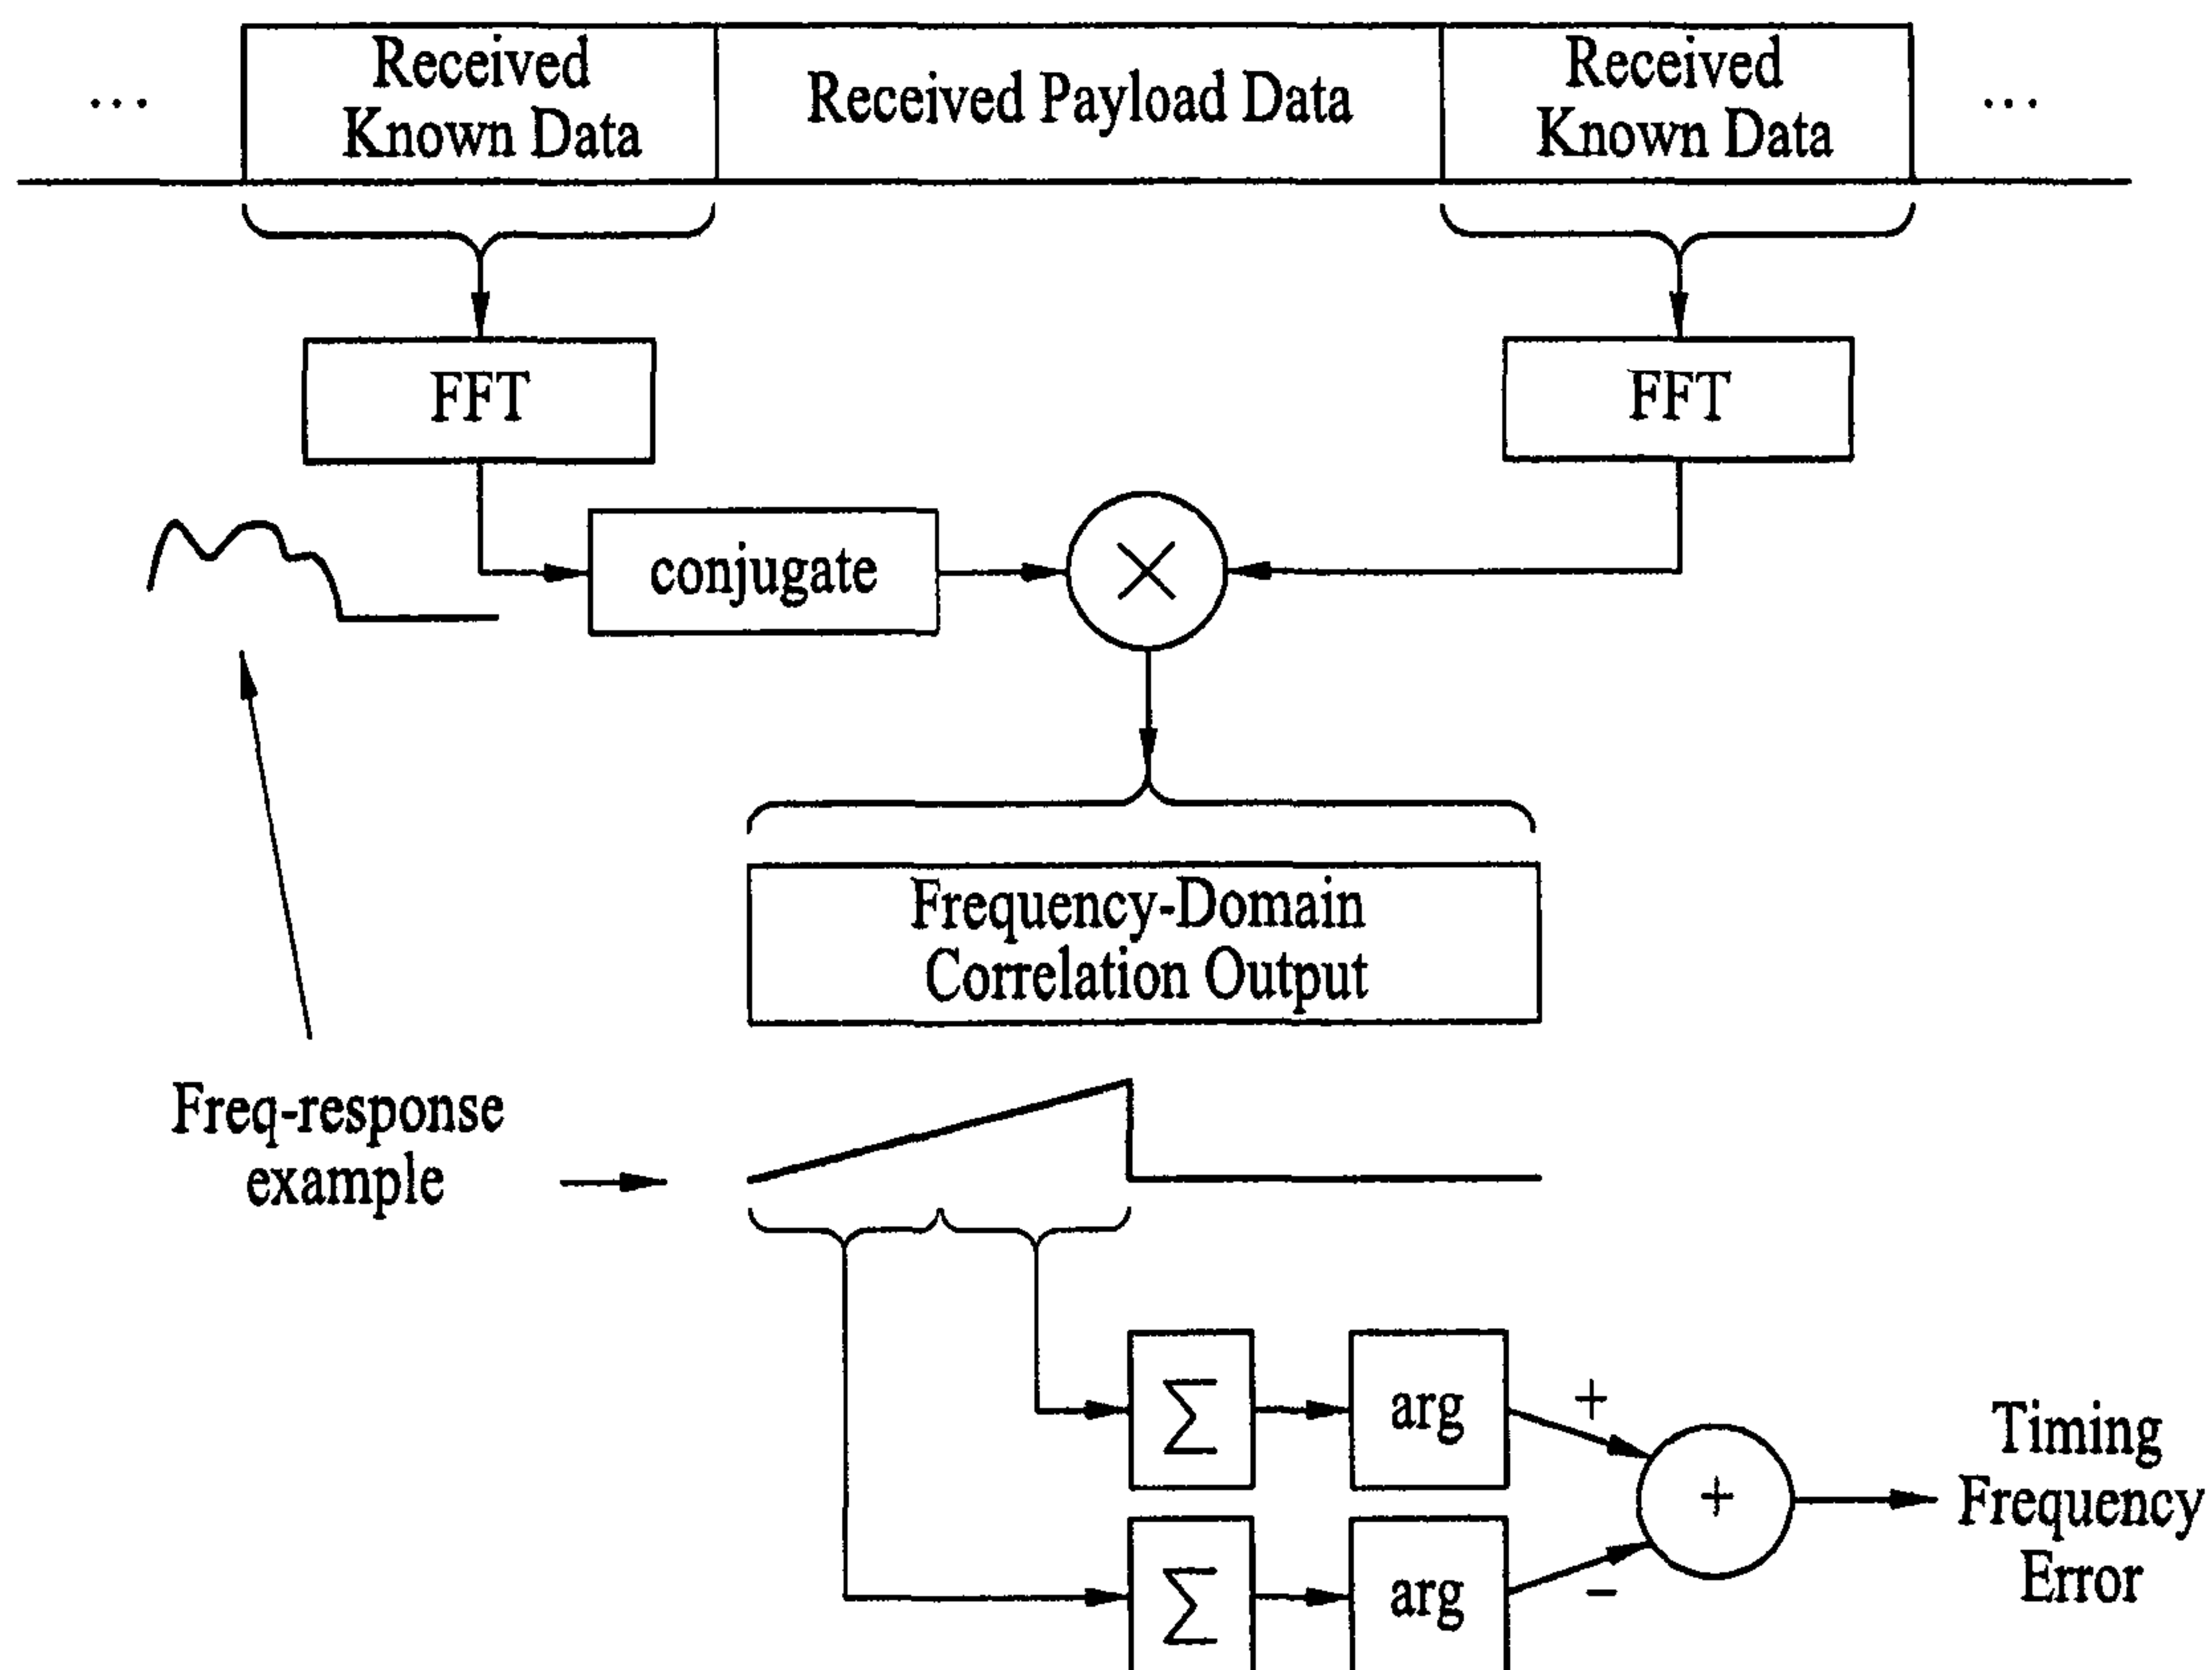 ...
Received
Known Data
Received Payload Data
Received
Known Data
...
FFT
FFT
conjugate
×
Frequency-Domain
Correlation Output
Freq-response
example
Σ
arg
+
Σ
arg
−
+
Timing
Frequency
Error